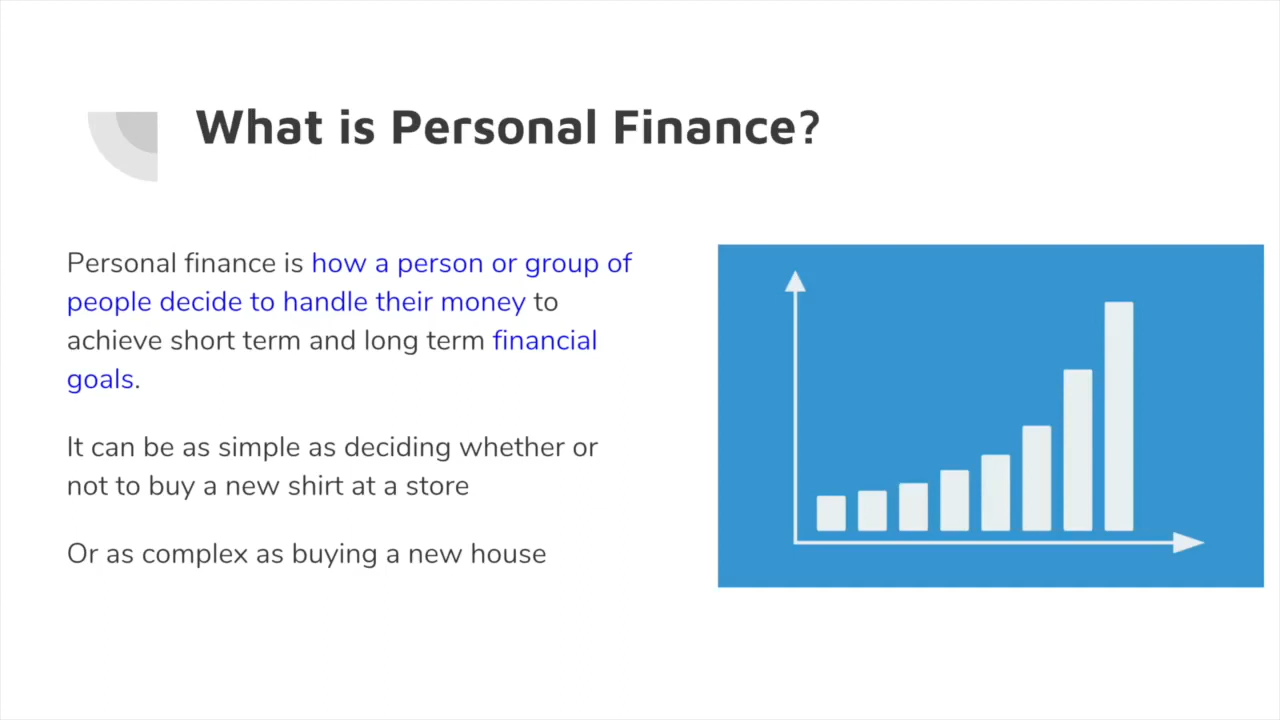 What is Personal Finance?
Personal finance is how a person or group of
people decide to handle their money to
achieve short term and long term financial
goals.
It can be as simple as deciding whether or
not to buy a new shirt at a store
Or as complex as buying a new house